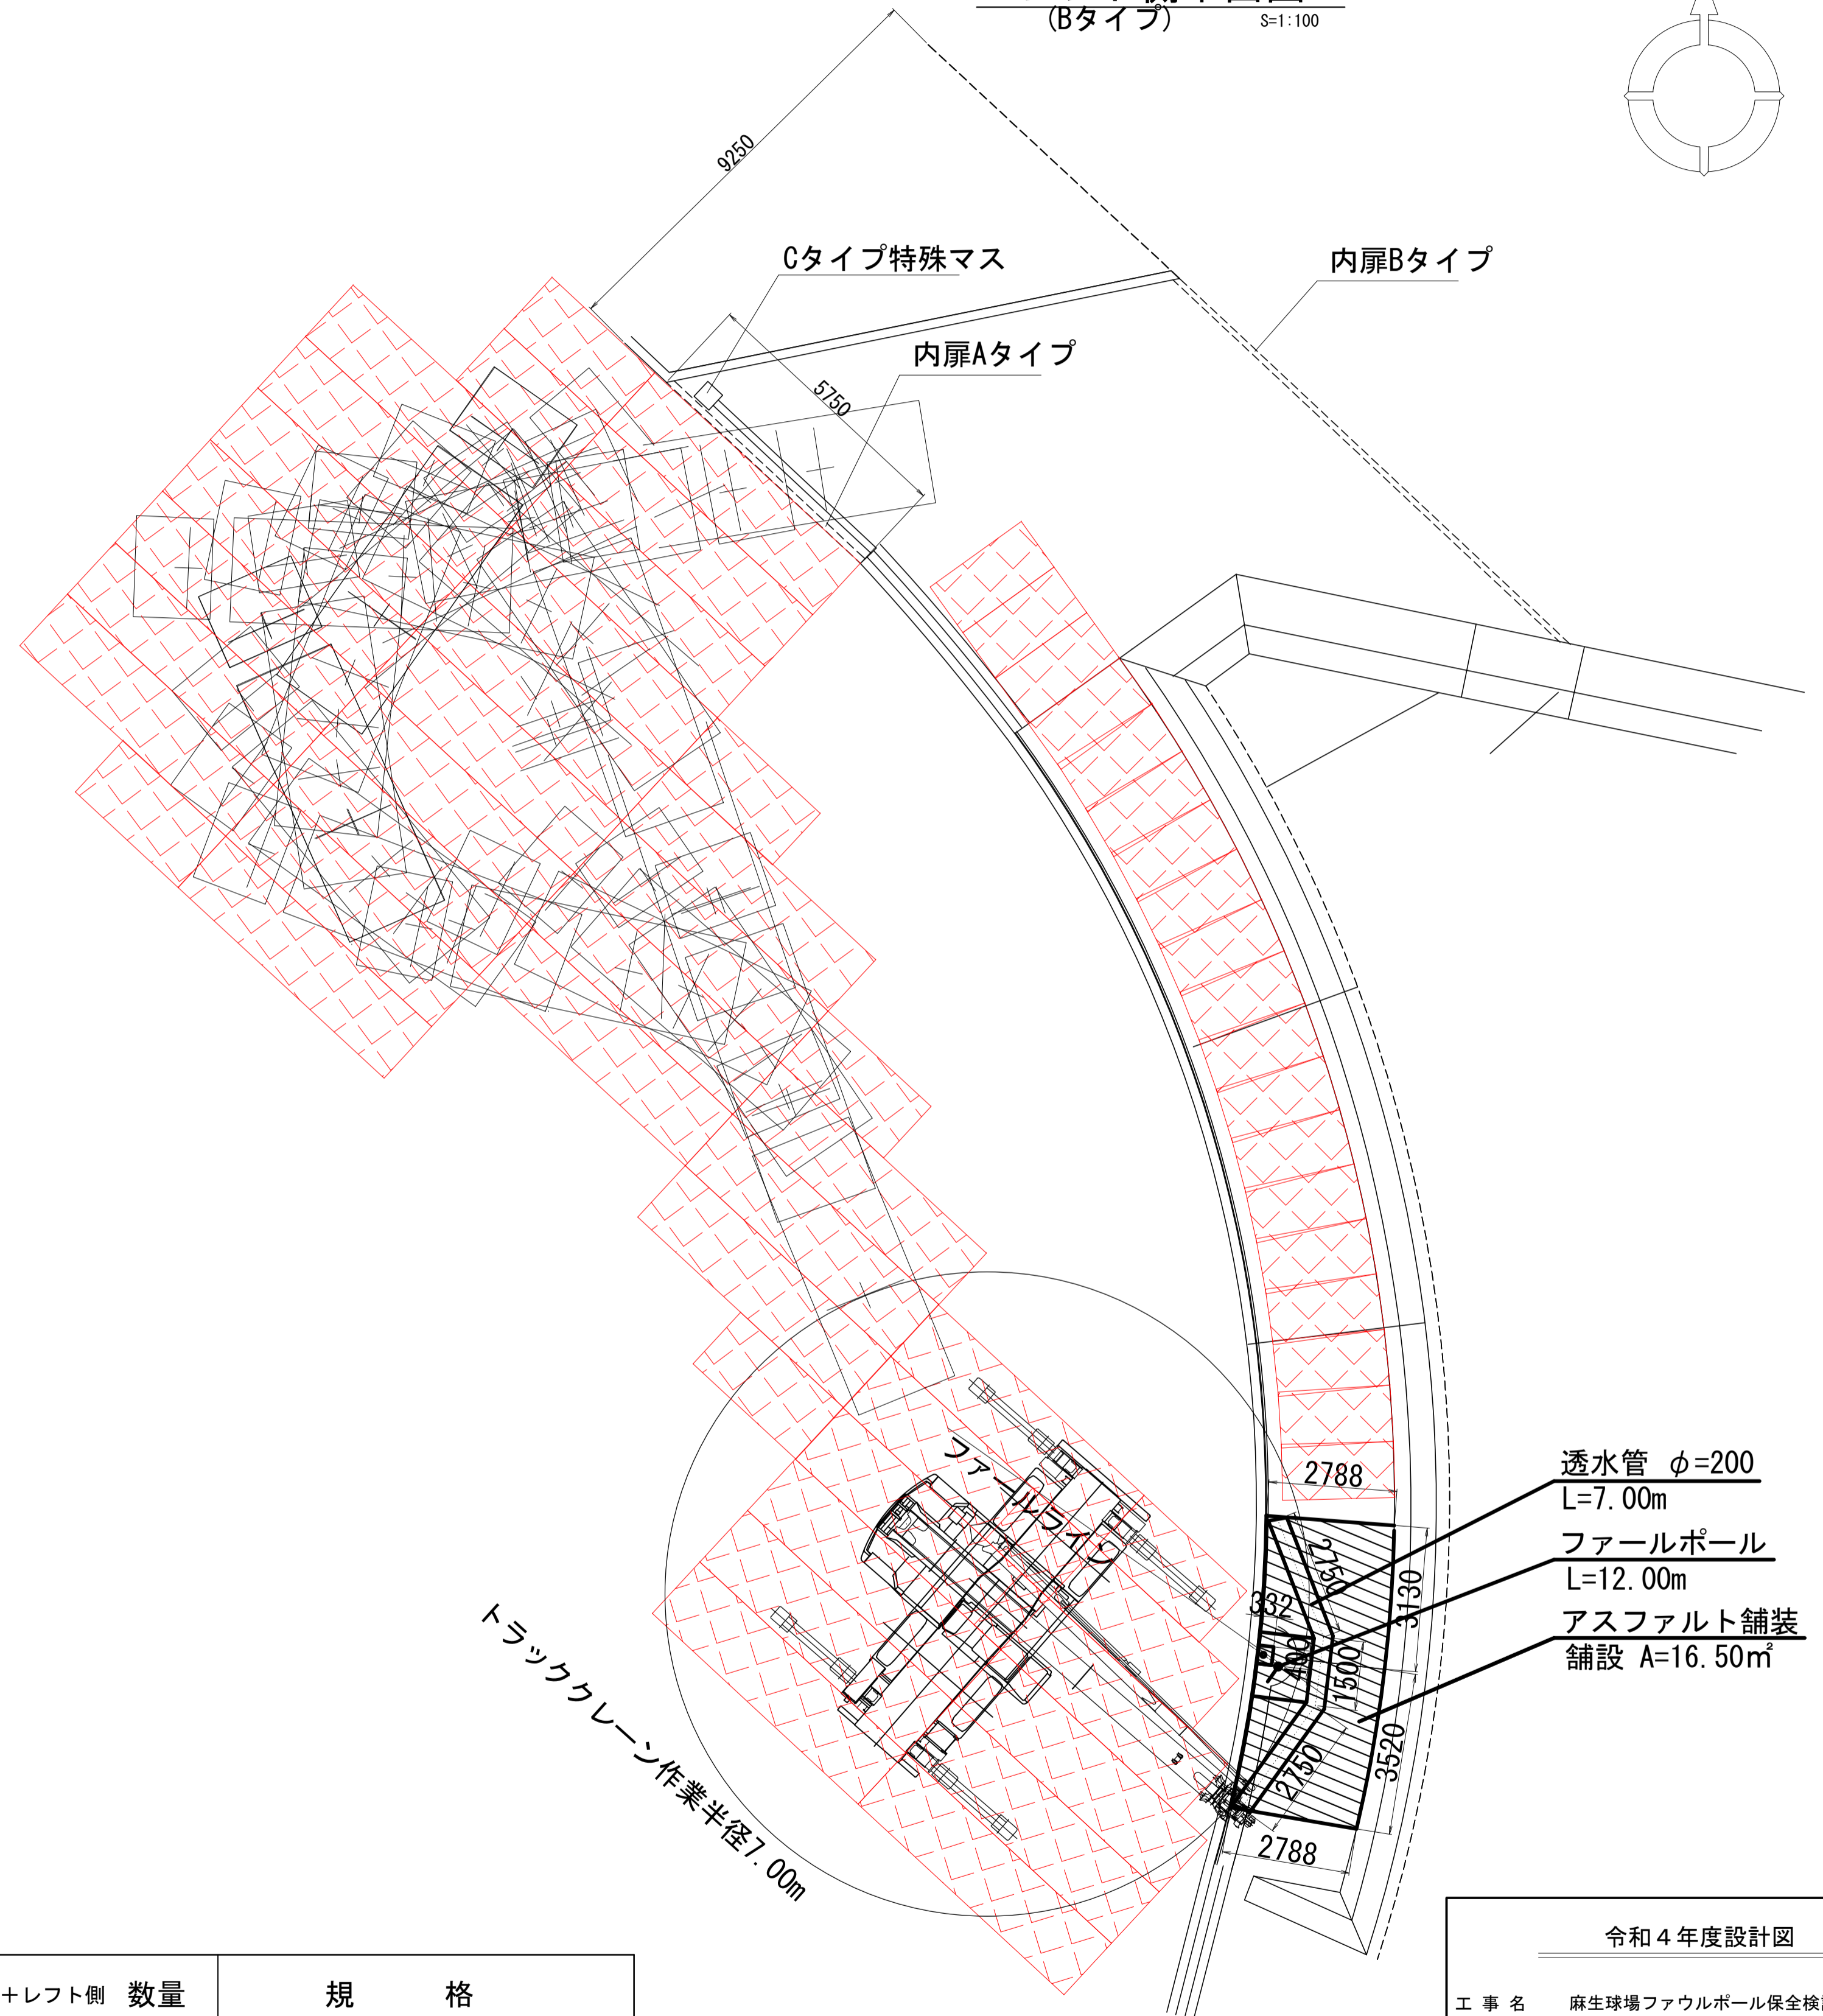 (Bタイプ)
S=1:100
9250
Cタイプ特殊マス
内扉Bタイプ
内扉Aタイプ
5750
ファールライン
トラッククレーン作業半径7.00m
2788
透水管 φ=200
L=7.00m
ファールポール
L=12.00m
アスファルト舗装
舗設 A=16.50㎡
2750
3130
332
400
1500
2750
3520
2788
令和4年度設計図
+レフト側 数量 規 格
工 事 名 麻生球場ファウルポール保全検